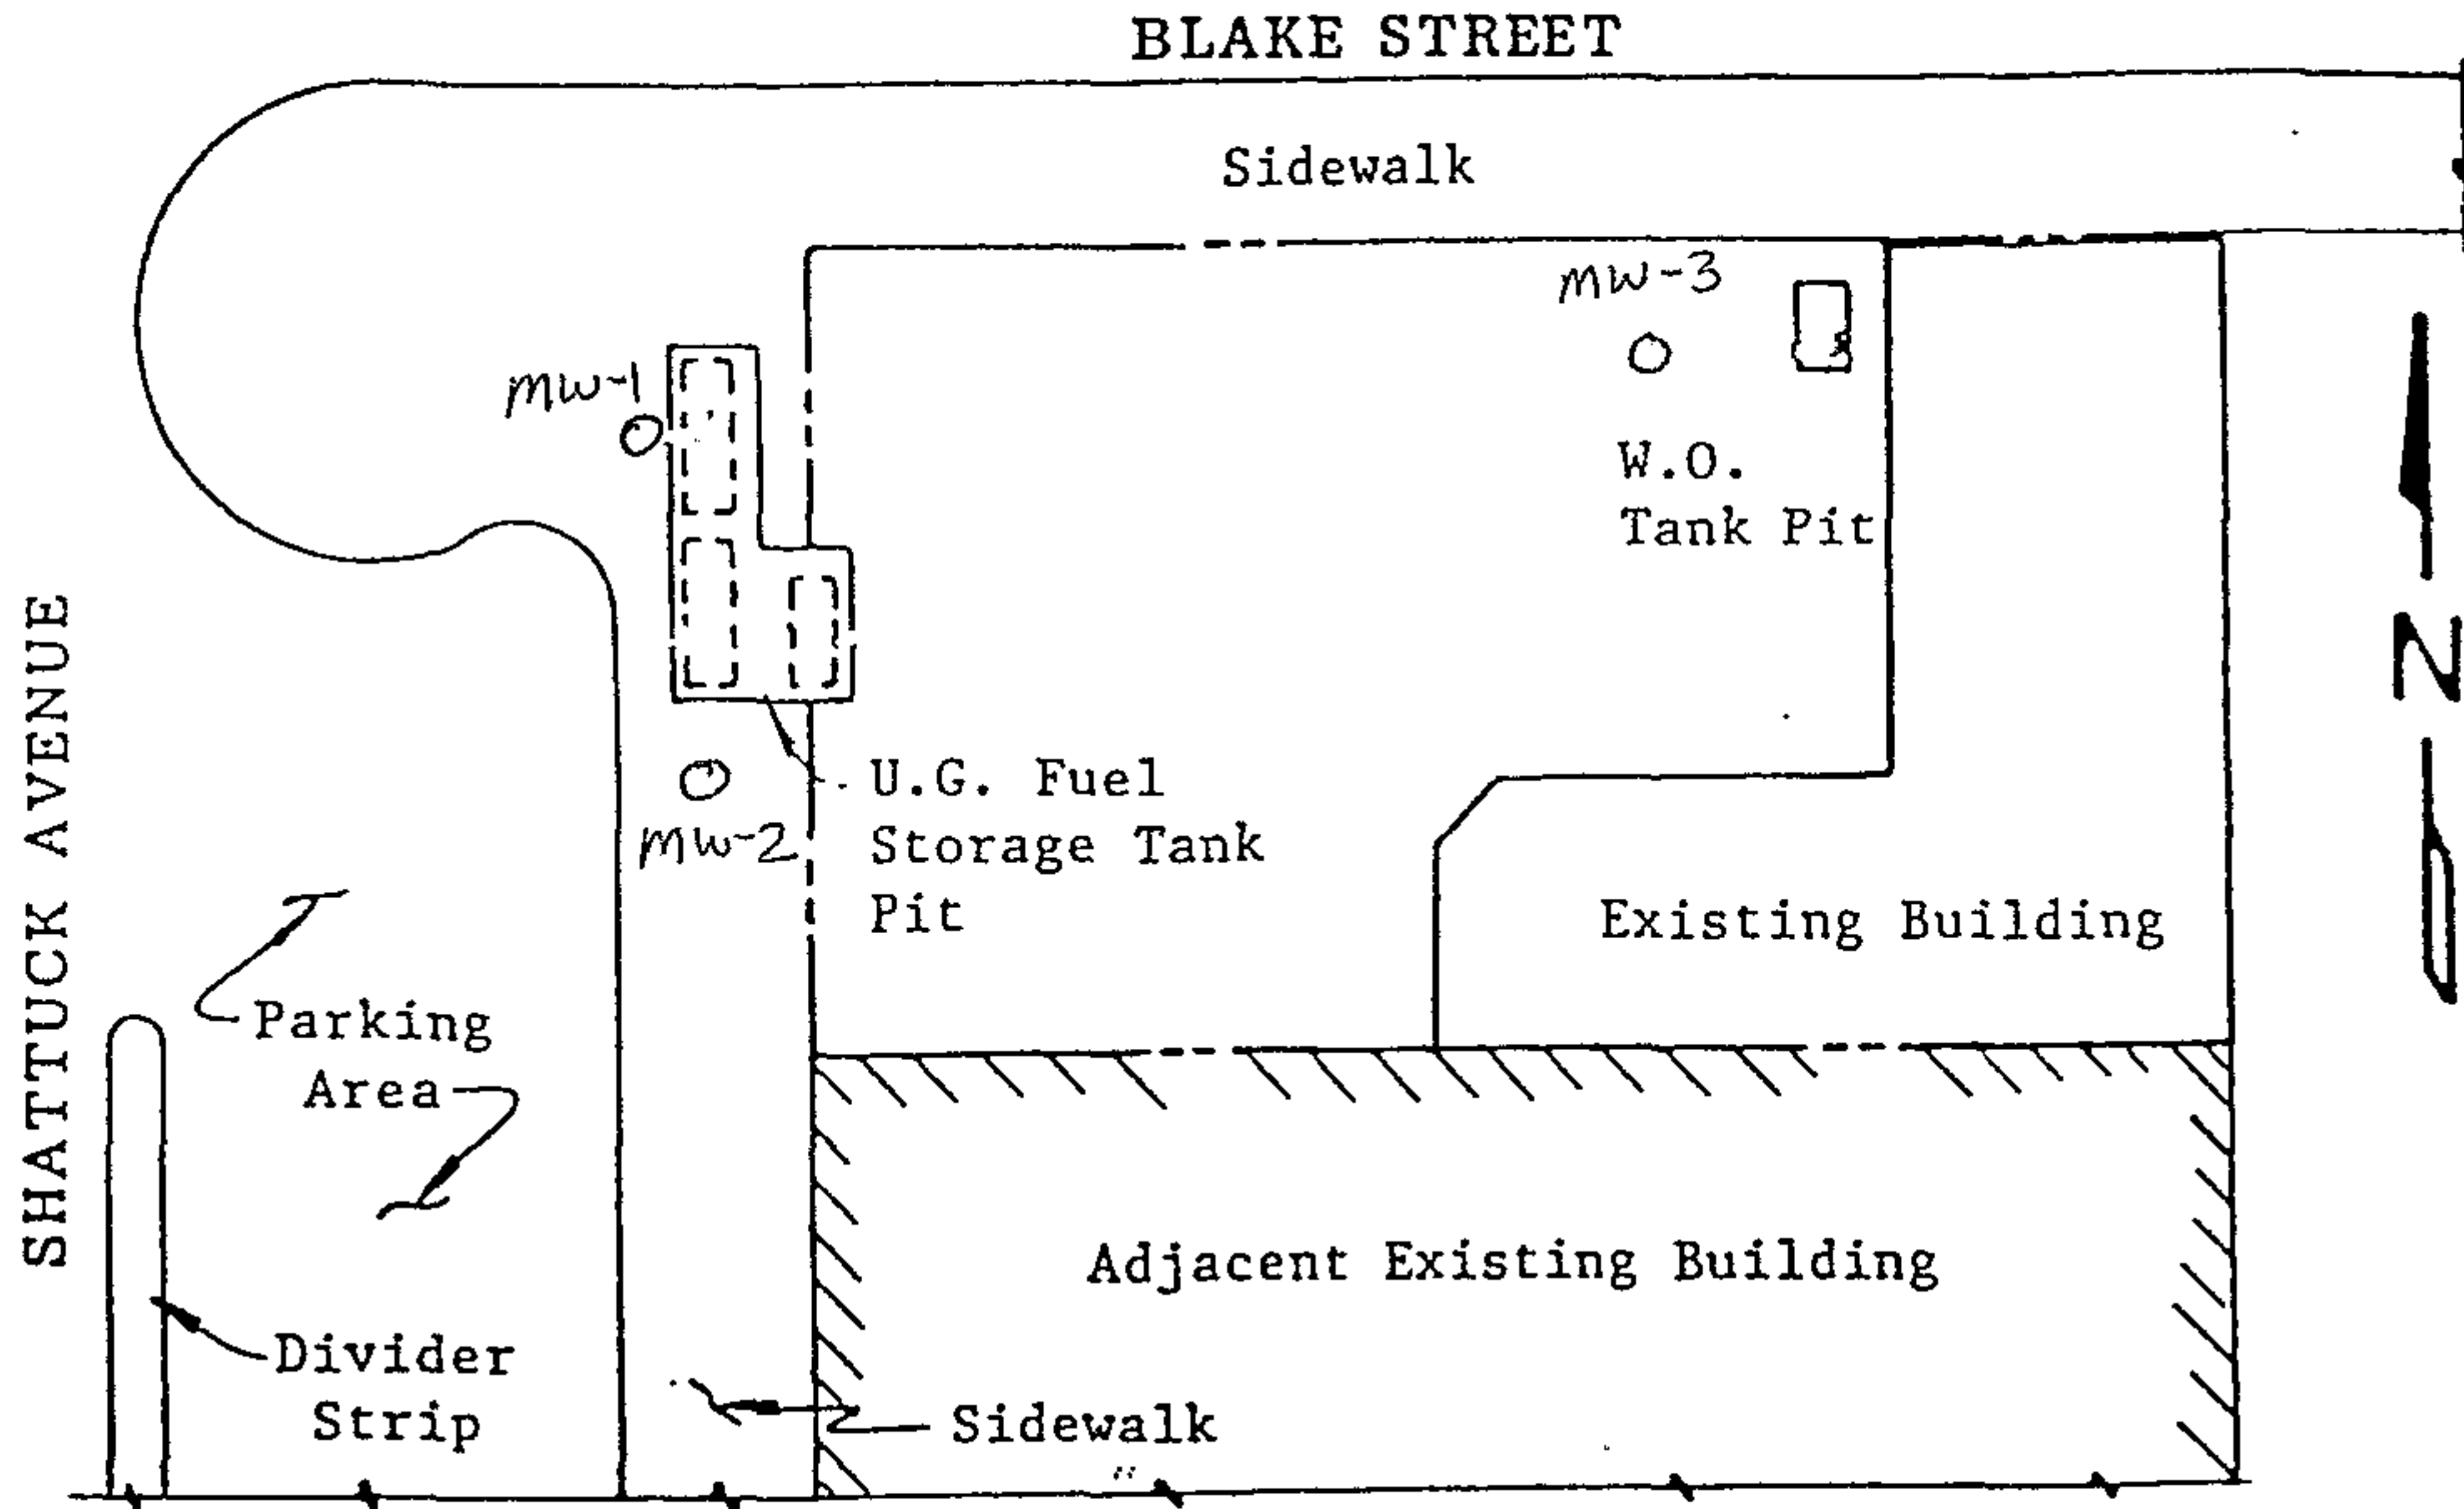 BLAKE STREET
Sidewalk
MW-3
MW-1
W.O.
Tank Pit
SHATTUCK AVENUE
N
U.G. Fuel
Storage Tank
Pit
MW-2
Existing Building
Parking
Area
Adjacent Existing Building
Divider
Strip
Sidewalk